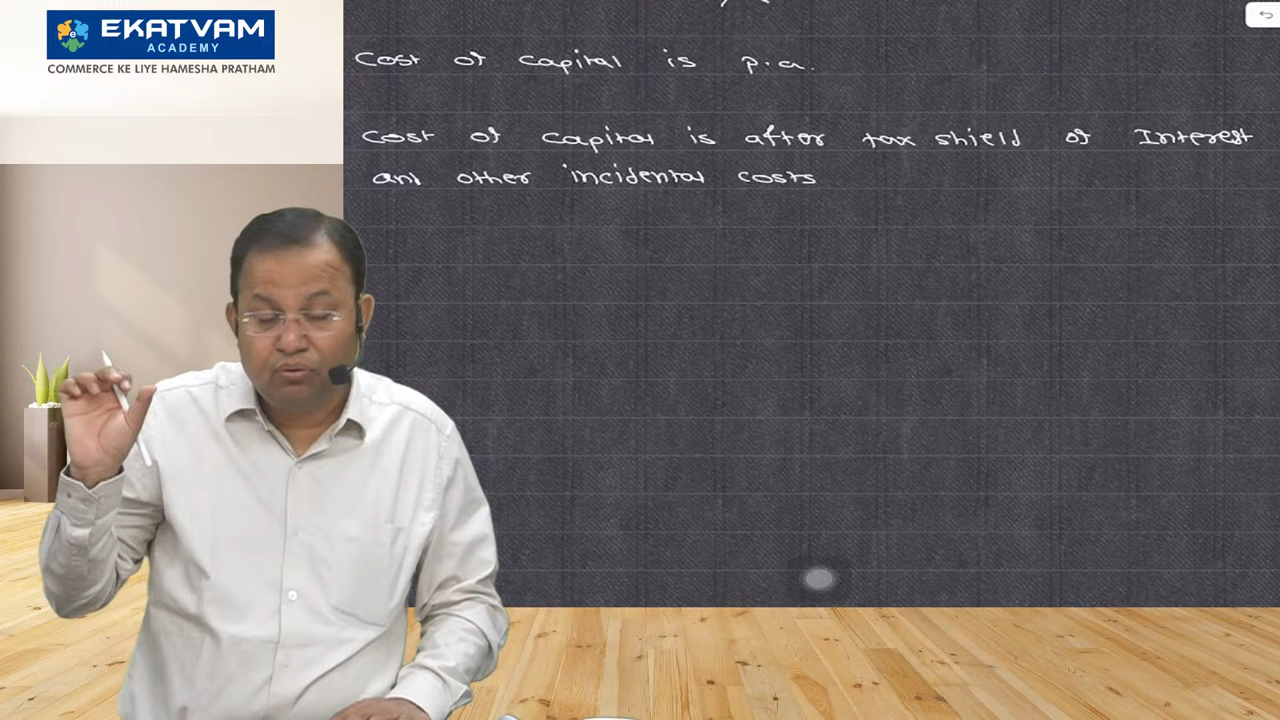 EKATVAM
ACADEMY
COMMERCE KE LIYE HAMESHA PRATHAM
Cost of Capital is p.a.
Cost of Capital is after tax shield of Interest
and other incidental costs